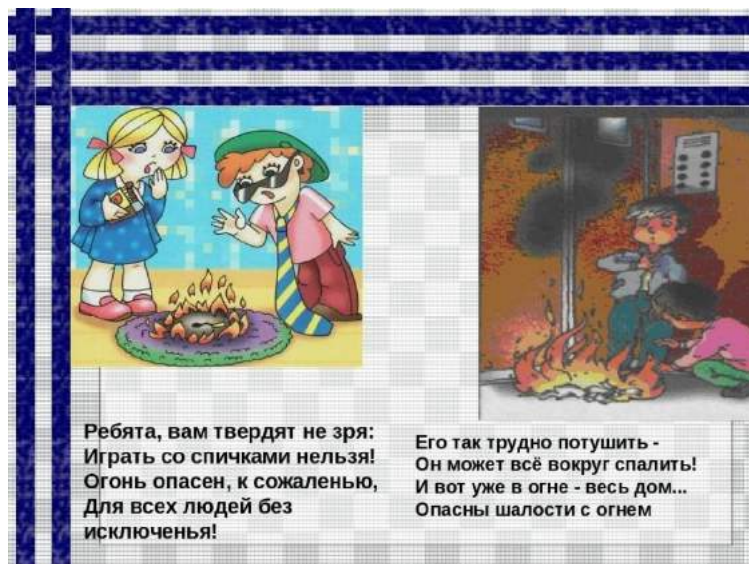 Ребята, вам твердят не зря:
Играть со спичками нельзя!
Огонь опасен, к сожаленью,
Для всех людей без
исключенья!
Его так трудно потушить -
Он может всё вокруг спалить!
И вот уже в огне - весь дом...
Опасны шалости с огнем